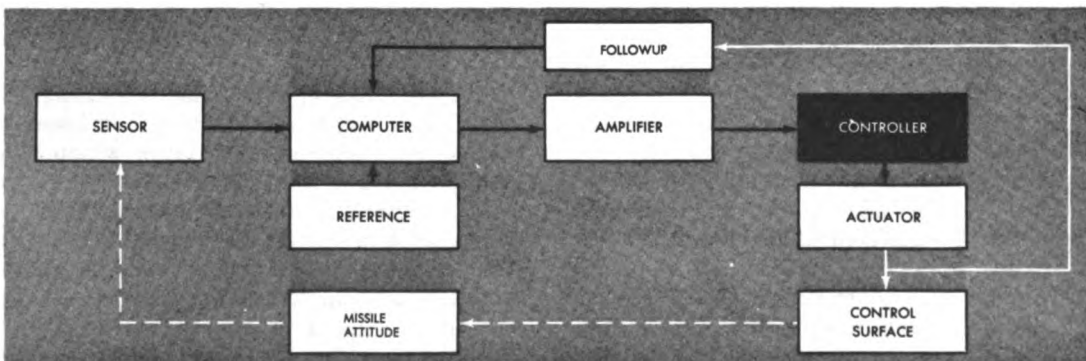 FOLLOWUP
SENSOR
COMPUTER
AMPLIFIER
CONTROLLER
REFERENCE
ACTUATOR
MISSILE
ATTITUDE
CONTROL
SURFACE